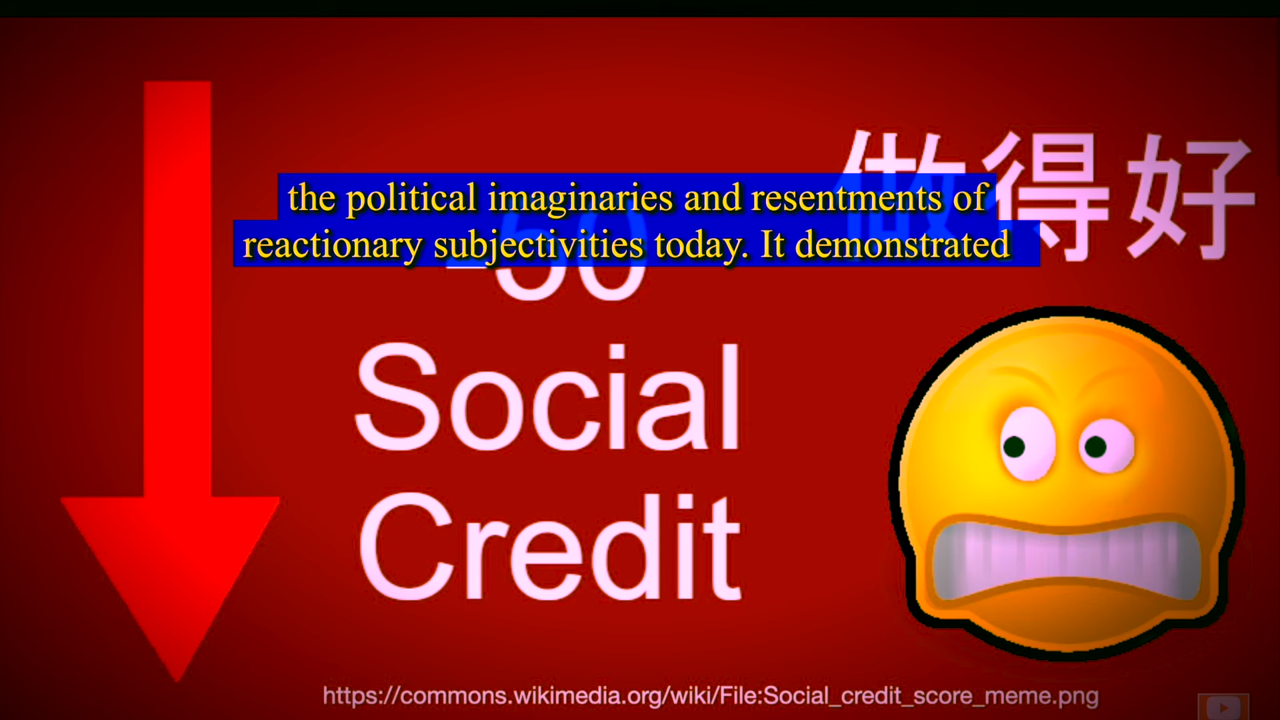 做得好
the political imaginaries and resentments of
reactionary subjectivities today. It demonstrated
-50
Social
Credit
https://commons.wikimedia.org/wiki/File:Social_credit_score_meme.png